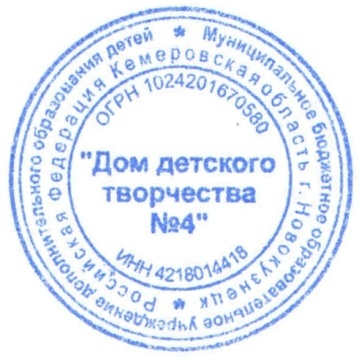 * Муниципальное бюджетное образовательное учреждение дополнительного образования детей
* Российская Федерация Кемеровская область г. Новокузнецк
ОГРН 1024201670580
"Дом детского
творчества
№4"
ИНН 4218014418